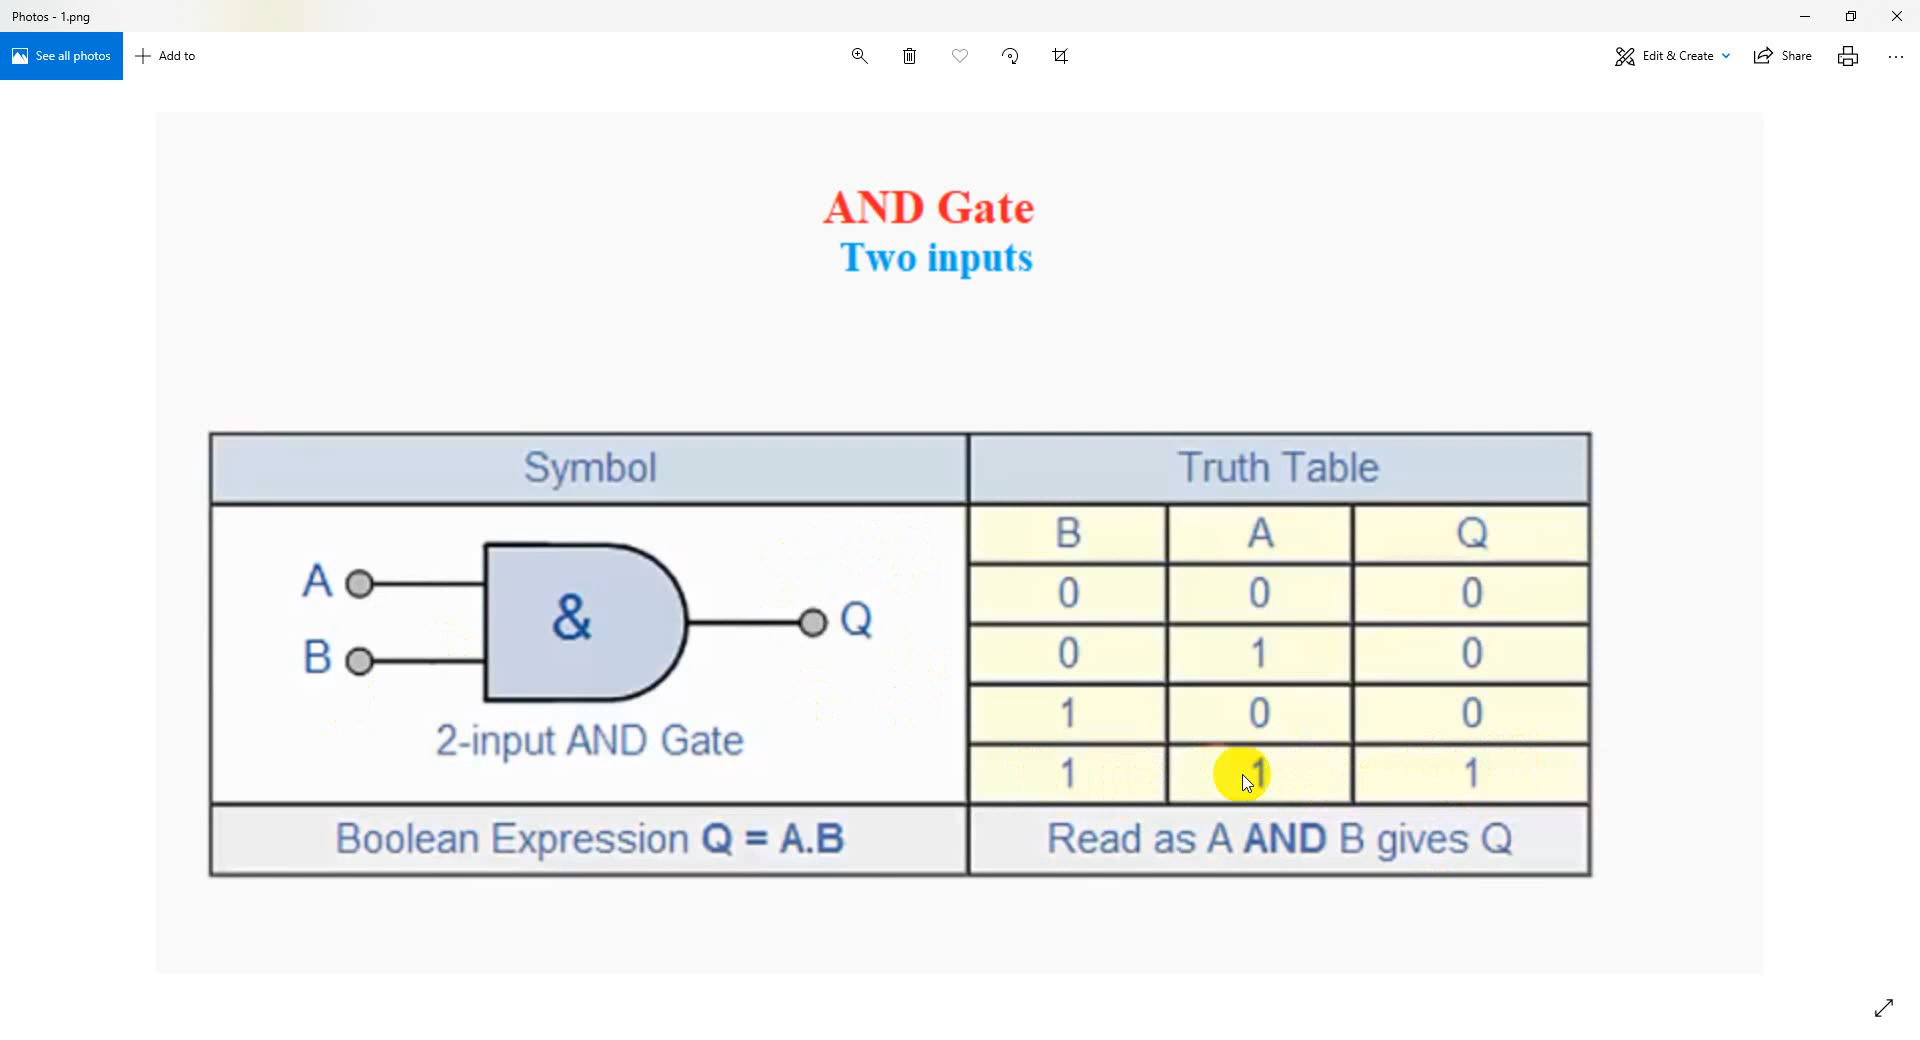 Photos - 1.png
See all photos
Add to
Edit & Create
Share
AND Gate
Two inputs
Symbol
Truth Table
B A Q
0 0 0
0 1 0
1 0 0
1 1 1
A
B
&
Q
2-input AND Gate
Boolean Expression Q = A.B
Read as A AND B gives Q